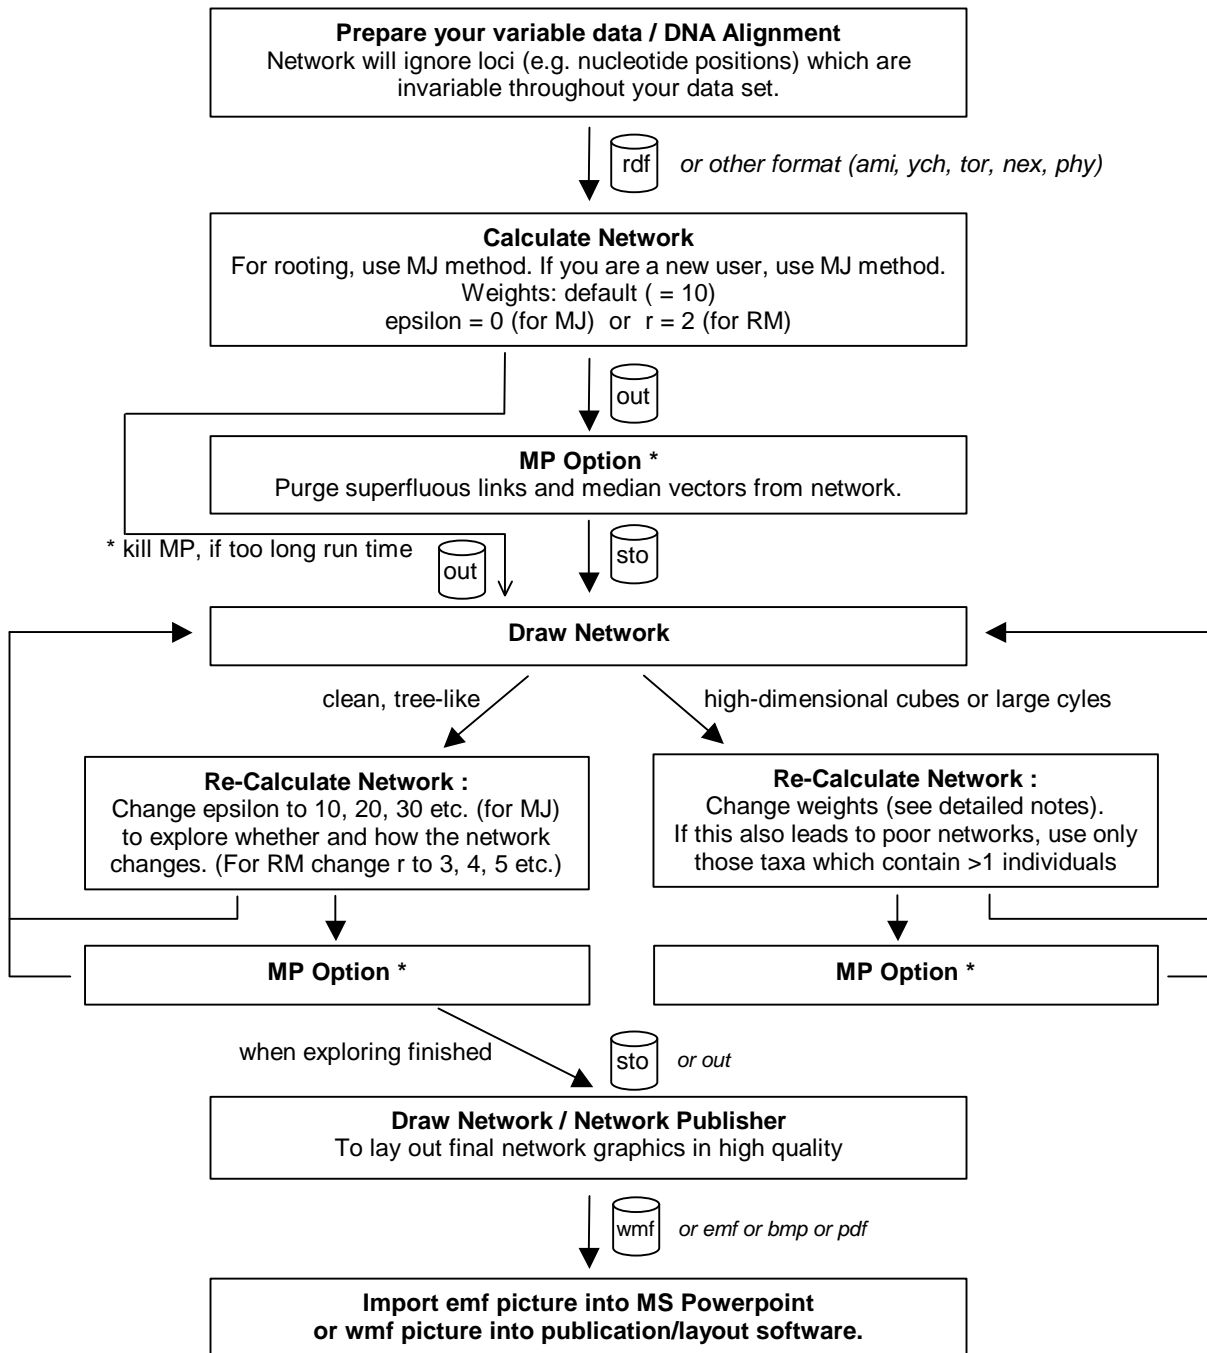 Prepare your variable data / DNA Alignment
Network will ignore loci (e.g. nucleotide positions) which are
invariable throughout your data set.
rdf or other format (ami, ych, tor, nex, phy)
Calculate Network
For rooting, use MJ method. If you are a new user, use MJ method.
Weights: default ( = 10)
epsilon = 0 (for MJ) or r = 2 (for RM)
out
MP Option *
Purge superfluous links and median vectors from network.
* kill MP, if too long run time
out
sto
Draw Network
clean, tree-like
high-dimensional cubes or large cyles
Re-Calculate Network :
Change epsilon to 10, 20, 30 etc. (for MJ)
to explore whether and how the network
changes. (For RM change r to 3, 4, 5 etc.)
Re-Calculate Network :
Change weights (see detailed notes).
If this also leads to poor networks, use only
those taxa which contain >1 individuals
MP Option *
MP Option *
when exploring finished
sto or out
Draw Network / Network Publisher
To lay out final network graphics in high quality
wmf or emf or bmp or pdf
Import emf picture into MS Powerpoint
or wmf picture into publication/layout software.